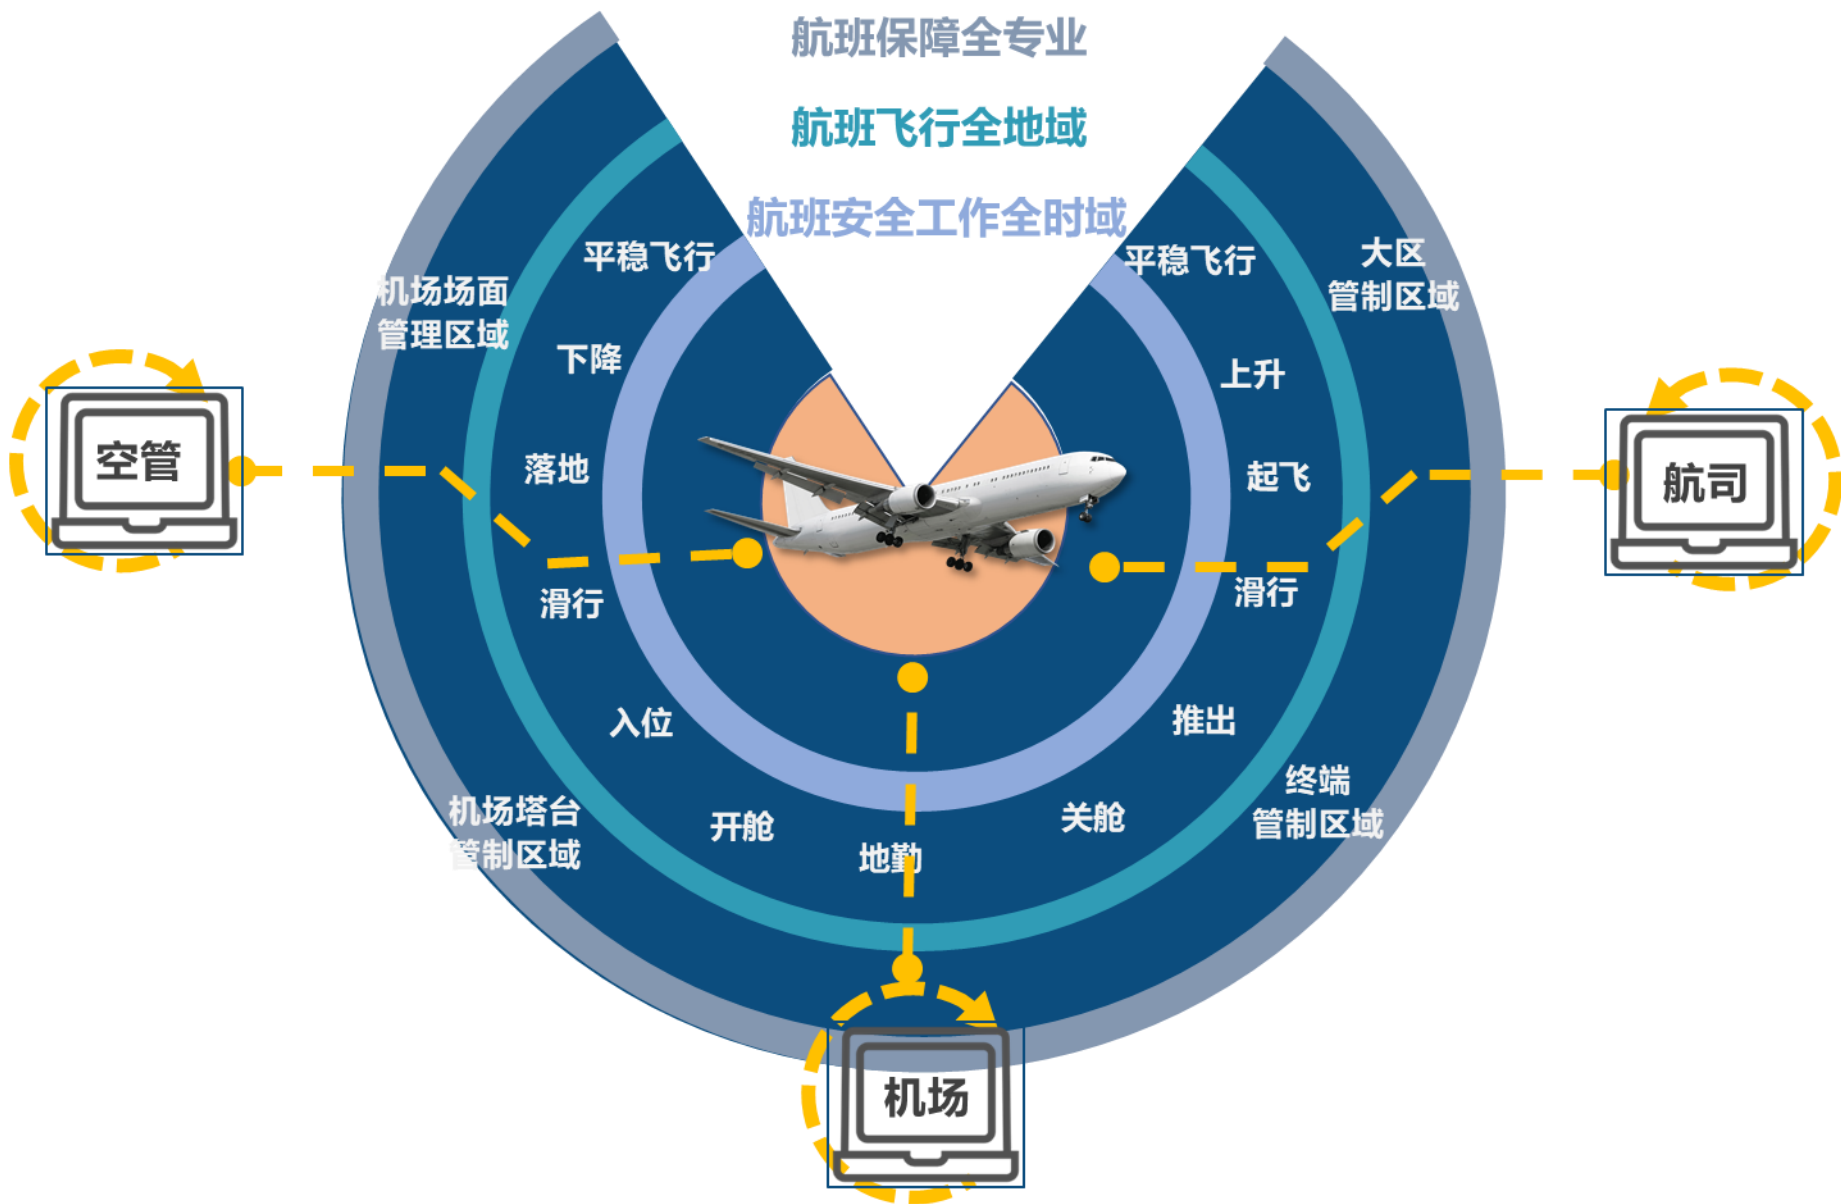 航班保障全专业
航班飞行全地域
航班安全工作全时域
平稳飞行
平稳飞行
大区
管制区域
机场场面
管理区域
下降
上升
空管
落地
起飞
航司
滑行
滑行
入位
推出
机场塔台
管制区域
开舱
地勤
关舱
终端
管制区域
机场